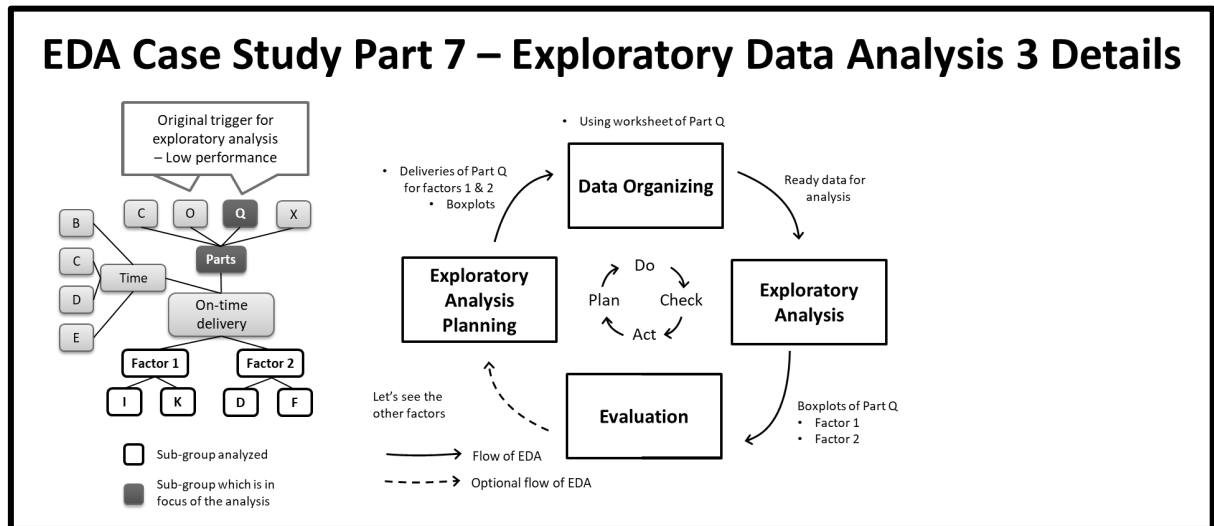 EDA Case Study Part 7 – Exploratory Data Analysis 3 Details
Original trigger for
exploratory analysis
– Low performance
C
O
Q
X
B
C
D
E
Time
Parts
On-time
delivery
Factor 1
Factor 2
I
K
D
F
Sub-group analyzed
Sub-group which is in
focus of the analysis
• Using worksheet of Part Q
• Deliveries of Part Q
for factors 1 & 2
• Boxplots
Data Organizing
Ready data for
analysis
Exploratory
Analysis
Planning
Do
Plan
Check
Act
Exploratory
Analysis
Let's see the
other factors
Evaluation
Boxplots of Part Q
• Factor 1
• Factor 2
Flow of EDA
Optional flow of EDA